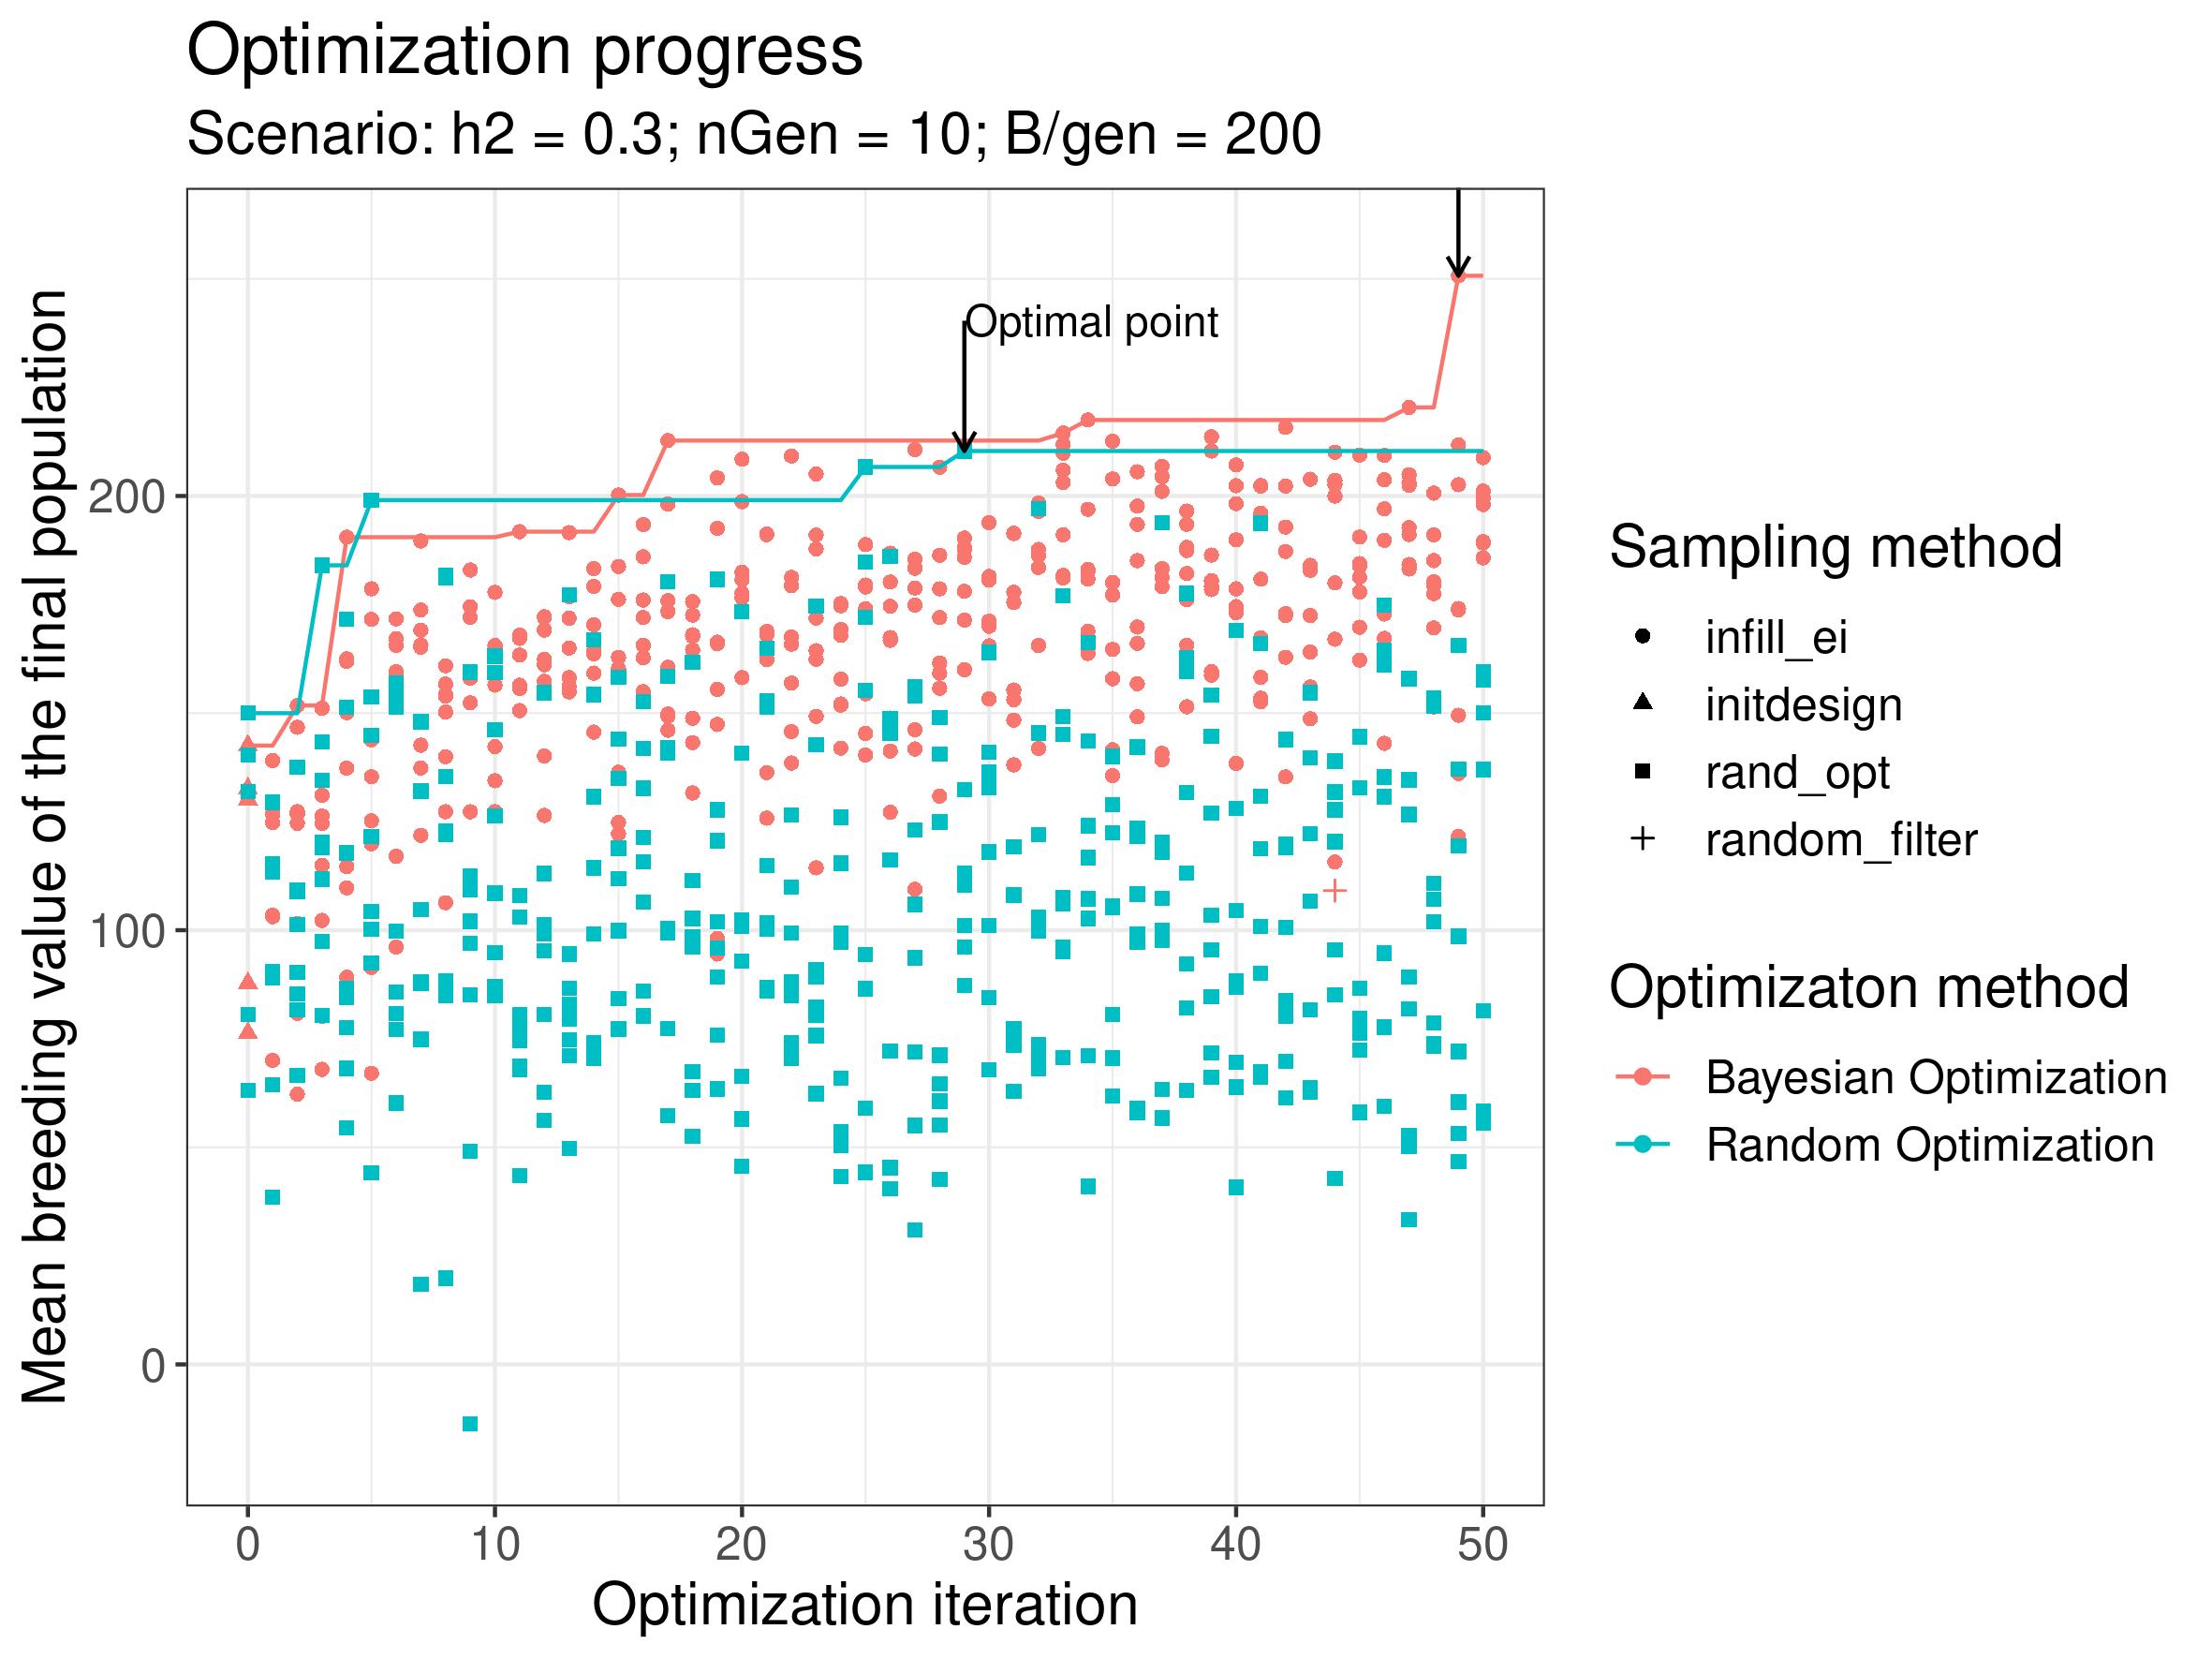 Optimization progress
Scenario: h2 = 0.3; nGen = 10; B/gen = 200
Mean breeding value of the final population
200
100
0
Optimal point
0 10 20 30 40 50
Optimization iteration
Sampling method
infill_ei
initdesign
rand_opt
random_filter
Optimizaton method
Bayesian Optimization
Random Optimization